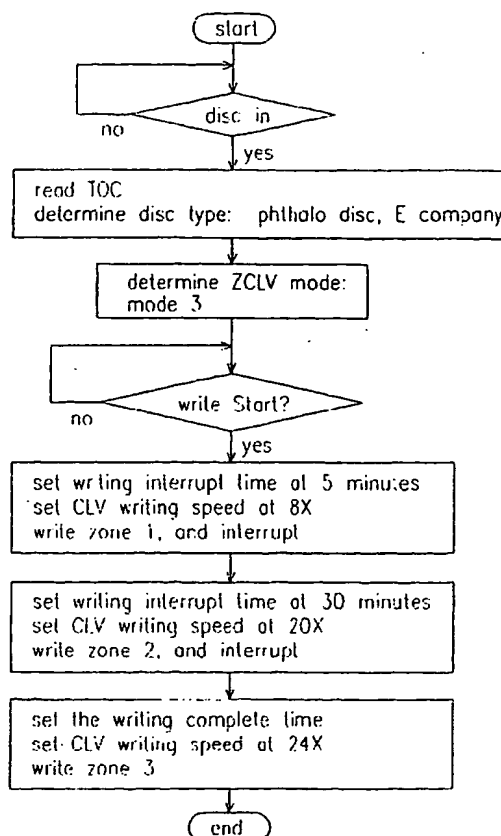 start
disc in
no
yes
read TOC
determine disc type: phthalo disc, E company
determine ZCLV mode:
mode 3
write Start?
no
yes
set writing interrupt time at 5 minutes
set CLV writing speed at 8X
write zone 1, and interrupt
set writing interrupt time at 30 minutes
set CLV writing speed at 20X
write zone 2, and interrupt
set the writing complete time
set CLV writing speed at 24X
write zone 3
end